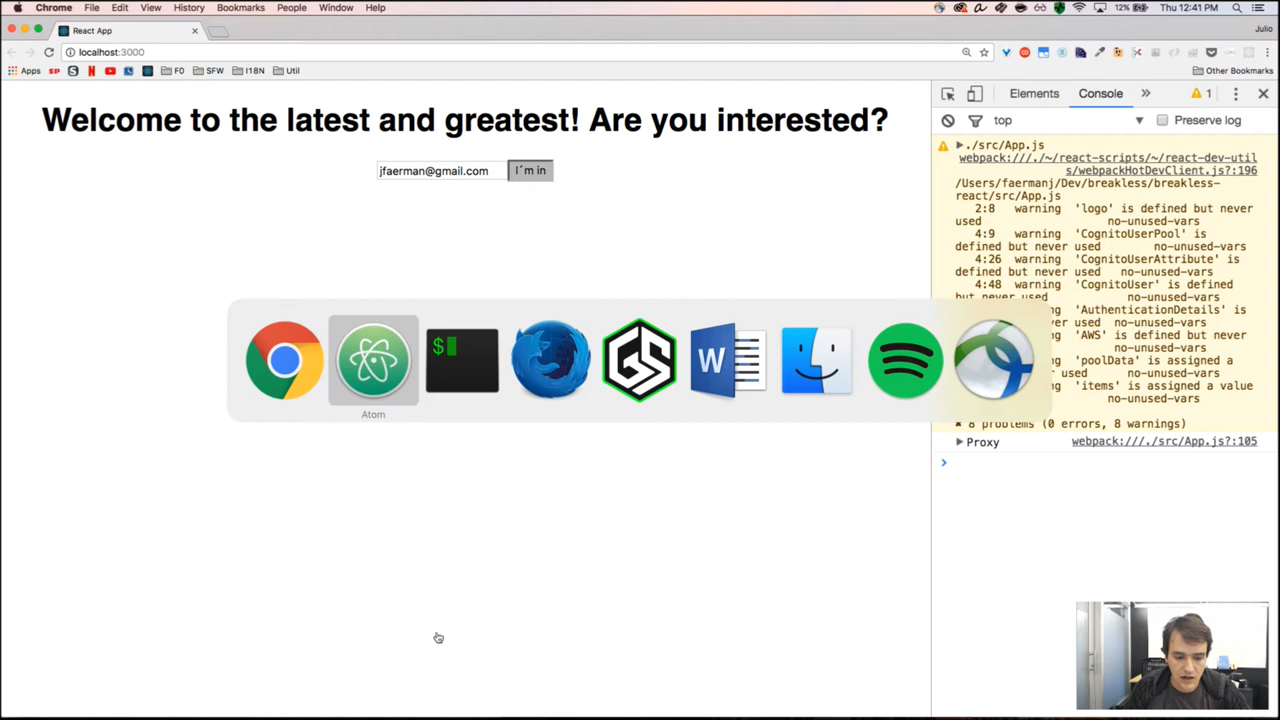 Chrome File Edit View History Bookmarks People Window Help 12% Thu 12:41 PM
React App Julio
localhost:3000
Apps SP S N F0 SFW I18N Util Other Bookmarks
Welcome to the latest and greatest! Are you interested?
jfaerman@gmail.com I´m in
$
GS
W
Atom
Elements Console » 1
top Preserve log
./src/App.js
webpack:///./~/react-scripts/~/react-dev-util
s/webpackHotDevClient.js?:196
/Users/faermanj/Dev/breakless/breakless-
react/src/App.js
2:8 warning 'logo' is defined but never
used no-unused-vars
4:9 warning 'CognitoUserPool' is
defined but never used no-unused-vars
4:26 warning 'CognitoUserAttribute' is
defined but never used no-unused-vars
4:48 warning 'CognitoUser' is defined
but never used no-unused-vars
'AuthenticationDetails' is
no-unused-vars
'AWS' is defined but never
no-unused-vars
'poolData' is assigned a
no-unused-vars
'items' is assigned a value
no-unused-vars
✖ 8 problems (0 errors, 8 warnings)
Proxy webpack:///./src/App.js?:105